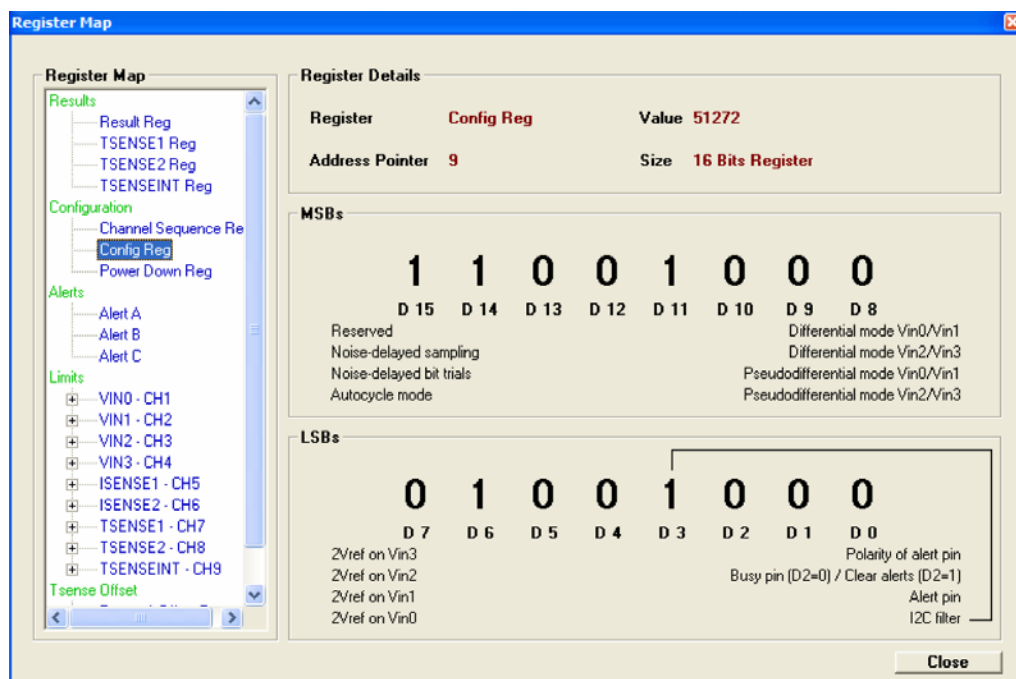 Register Map
Register Map
Results
Result Reg
TSENSE1 Reg
TSENSE2 Reg
TSENSEINT Reg
Configuration
Channel Sequence Re
Config Reg
Power Down Reg
Alerts
Alert A
Alert B
Alert C
Limits
VIN0 - CH1
VIN1 - CH2
VIN2 - CH3
VIN3 - CH4
ISENSE1 - CH5
ISENSE2 - CH6
TSENSE1 - CH7
TSENSE2 - CH8
TSENSEINT - CH9
Tsense Offset
Register Details
Register Config Reg Value 51272
Address Pointer 9 Size 16 Bits Register
MSBs
1 1 0 0 1 0 0 0
D 15 D 14 D 13 D 12 D 11 D 10 D 9 D 8
Reserved Differential mode Vin0/Vin1
Noise-delayed sampling Differential mode Vin2/Vin3
Noise-delayed bit trials Pseudodifferential mode Vin0/Vin1
Autocycle mode Pseudodifferential mode Vin2/Vin3
LSBs
0 1 0 0 1 0 0 0
D 7 D 6 D 5 D 4 D 3 D 2 D 1 D 0
2Vref on Vin3 Polarity of alert pin
2Vref on Vin2 Busy pin (D2=0) / Clear alerts (D2=1)
2Vref on Vin1 Alert pin
2Vref on Vin0 I2C filter
Close